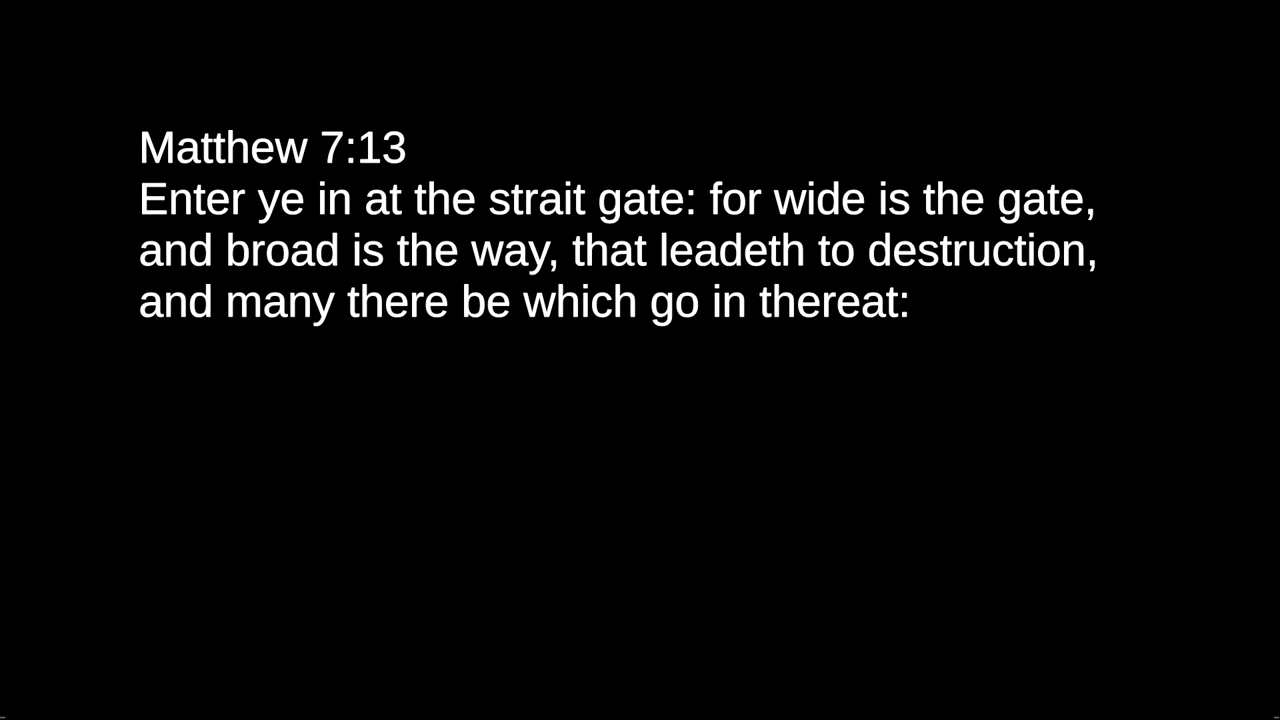 Matthew 7:13
Enter ye in at the strait gate: for wide is the gate,
and broad is the way, that leadeth to destruction,
and many there be which go in thereat: